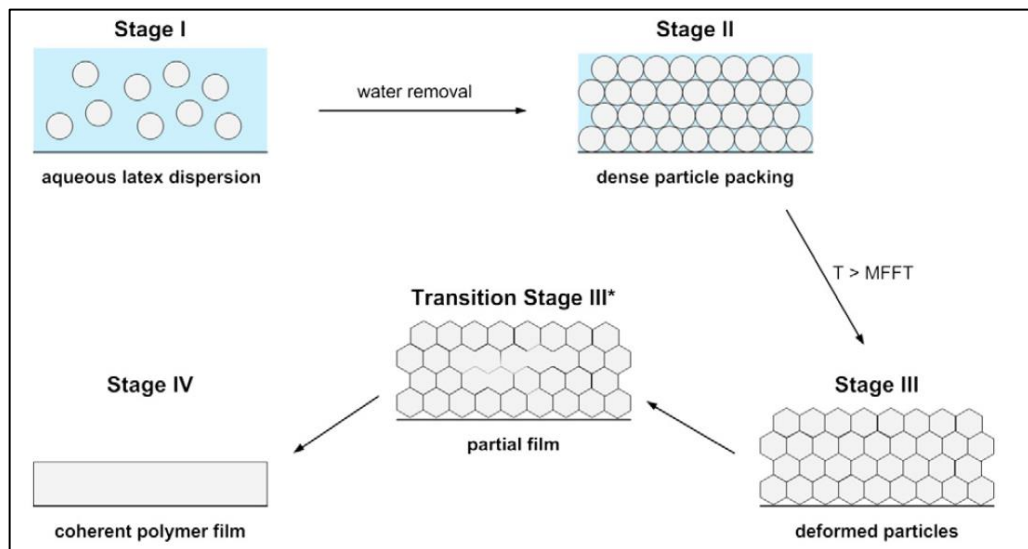 Stage I
aqueous latex dispersion
water removal
Stage II
dense particle packing
T > MFFT
Stage III
deformed particles
Transition Stage III*
partial film
Stage IV
coherent polymer film